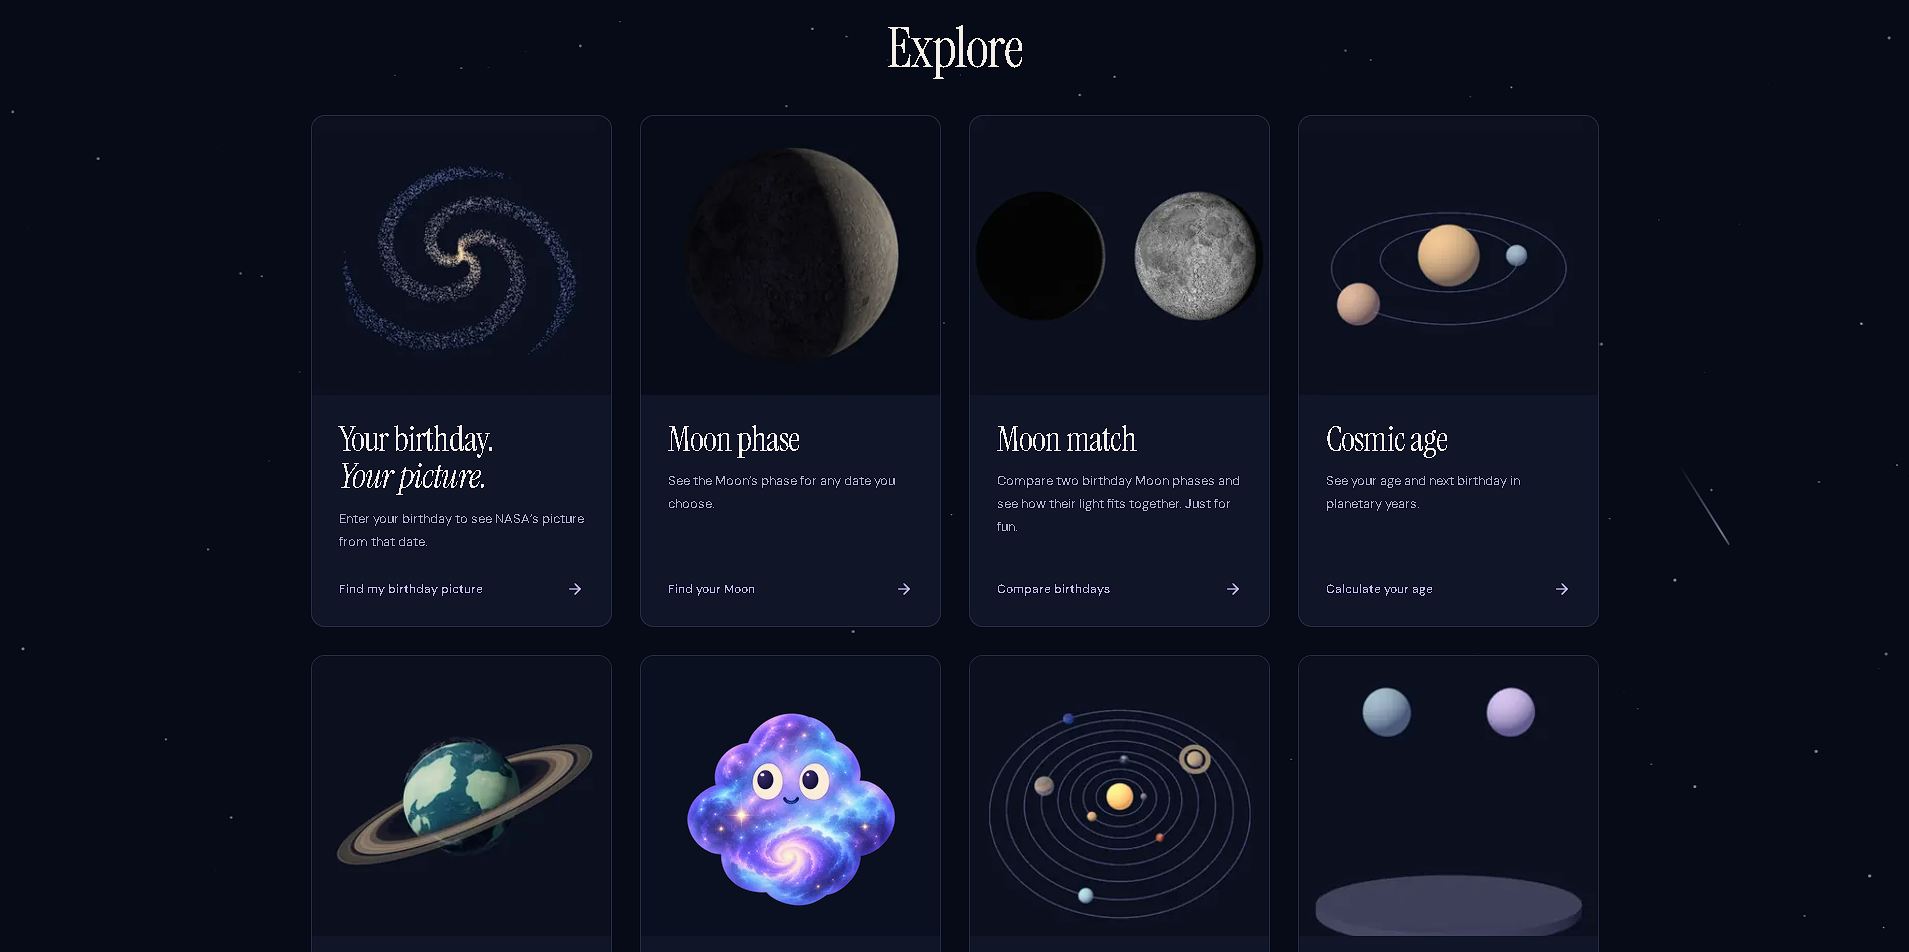 Explore
Your birthday.
Your picture.
Enter your birthday to see NASA's picture
from that date.
Find my birthday picture
Moon phase
See the Moon's phase for any date you
choose.
Find your Moon
Moon match
Compare two birthday Moon phases and
see how their light fits together. Just for
fun.
Compare birthdays
Cosmic age
See your age and next birthday in
planetary years.
Calculate your age